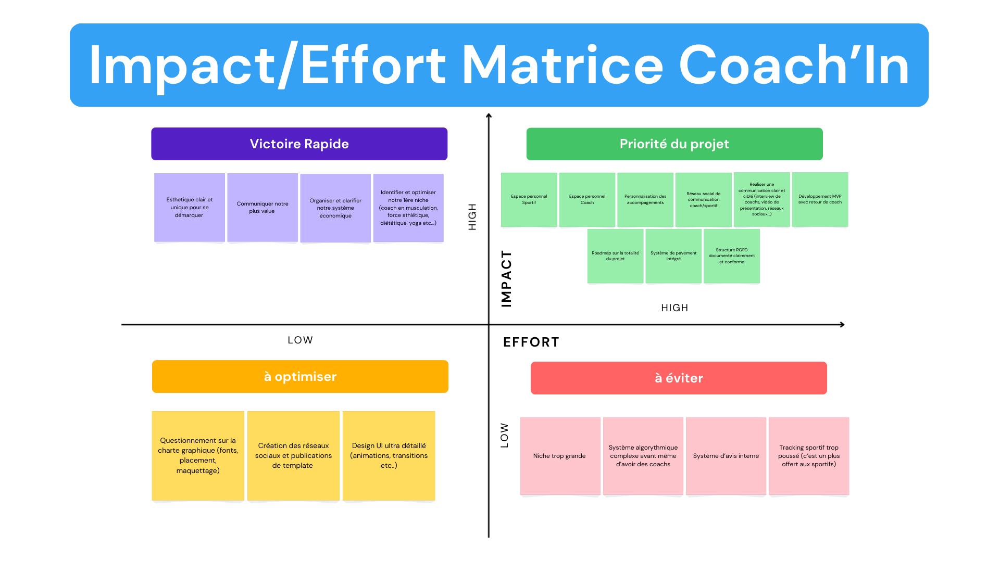 Impact/Effort Matrice Coach’In
Victoire Rapide
Esthétique clair et
unique pour se
démarquer
Communiquer notre
plus value
Organiser et clarifier
notre système
économique
Identifier et optimiser
notre 1ère niche
(coach en musculation,
force athlétique,
diététique, yoga etc...)
HIGH
Priorité du projet
Espace personnel
Sportif
Espace personnel
Coach
Personnalisation des
accompagements
Réseau social de
communication
coach/sportif
Réaliser une
communication clair et
ciblé (interview de
coachs, vidéo de
présentation, réseaux
sociaux...)
Développement MVP
avec retour de coach
Roadmap sur la totalité
du projet
Système de payement
intégré
Structure RGPD
documenté clairement
et conforme
IMPACT
HIGH
LOW
EFFORT
à optimiser
Questionnement sur la
charte graphique (fonts,
placement,
maquettage)
Création des réseaux
sociaux et publications
de template
Design UI ultra détaillé
(animations, transitions
etc..)
à éviter
LOW
Niche trop grande
Système algorythmique
complexe avant même
d’avoir des coachs
Système d’avis interne
Tracking sportif trop
poussé (c’est un plus
offert aux sportifs)